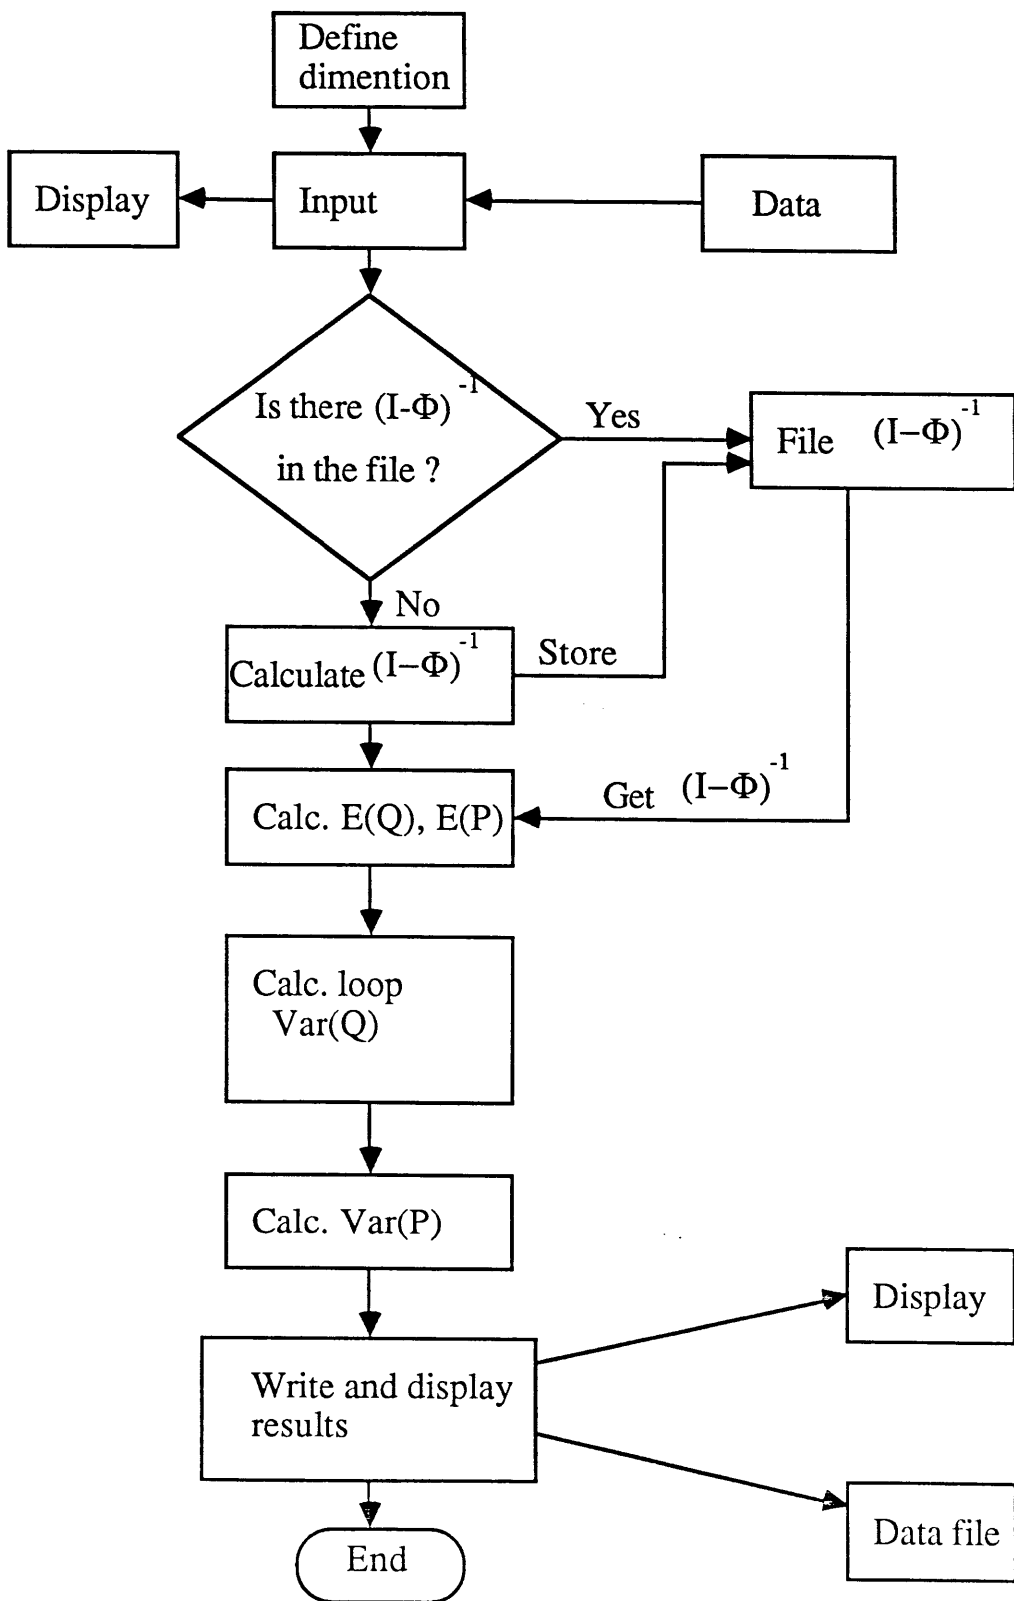 Define
dimention
Display
Input
Data
Is there (I-Φ)^-1
in the file ?
Yes
File (I−Φ)^-1
No
Calculate (I−Φ)^-1
Store
Get (I−Φ)^-1
Calc. E(Q), E(P)
Calc. loop
Var(Q)
Calc. Var(P)
Display
Write and display
results
Data file
End